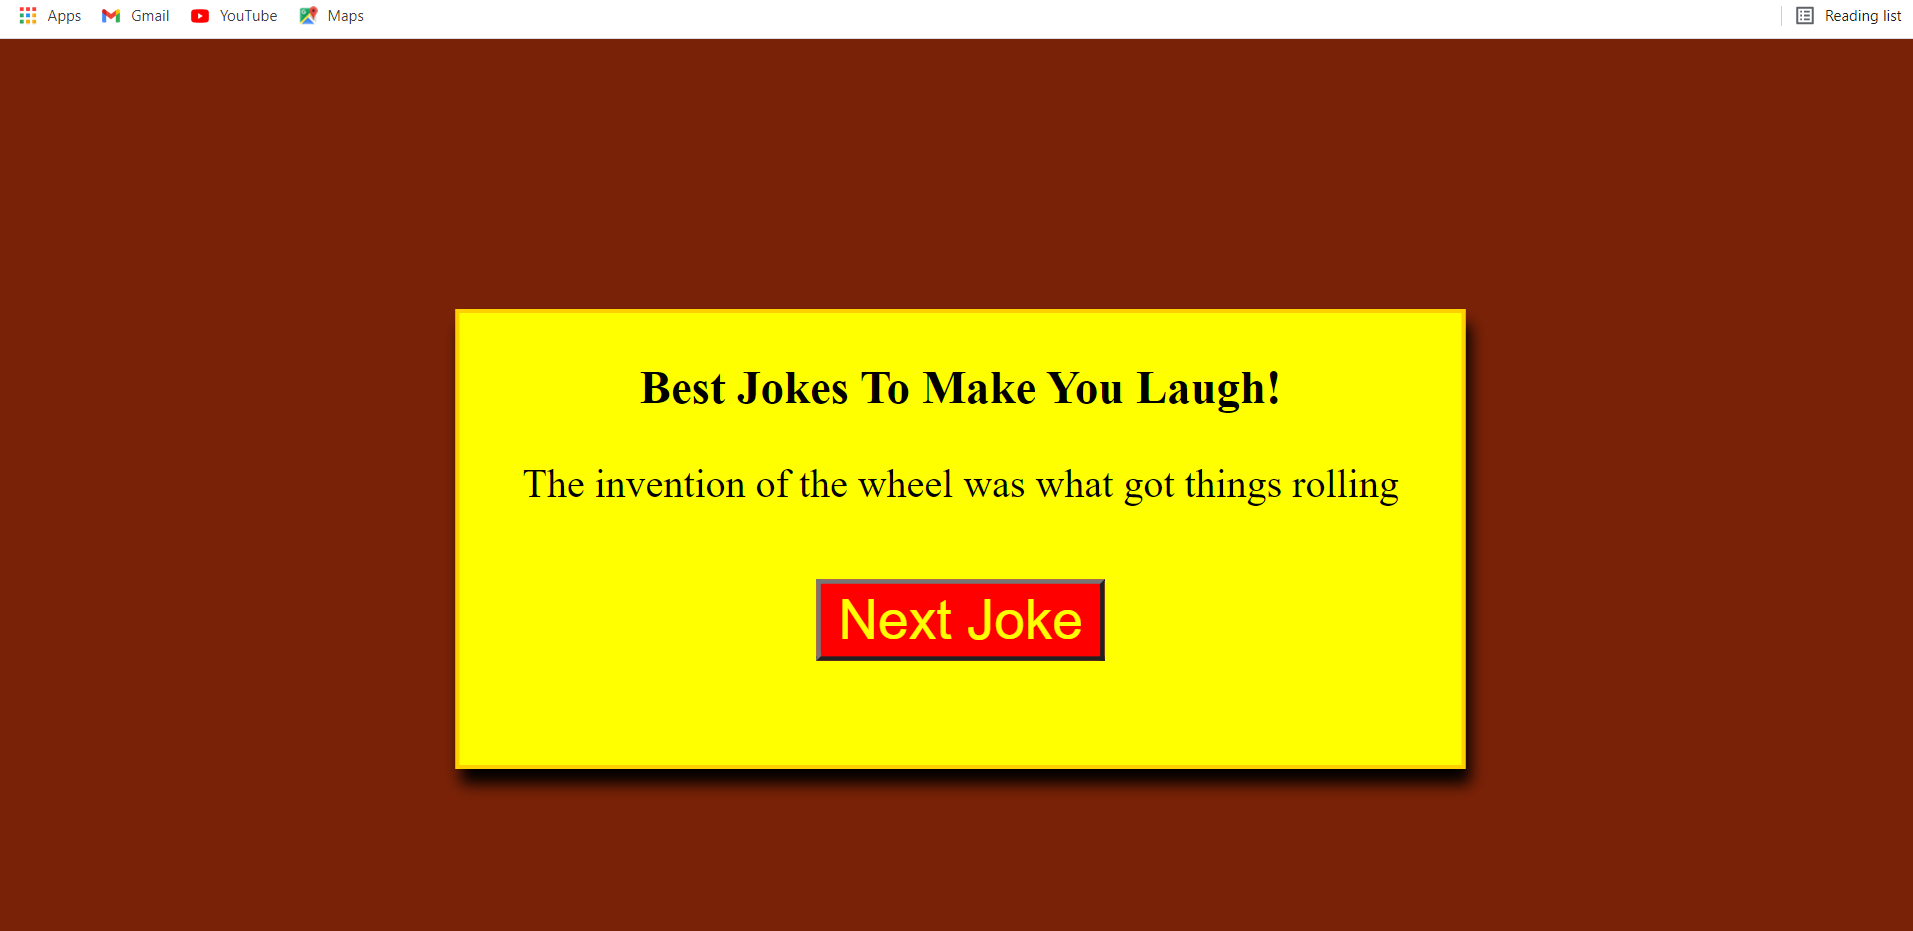 Apps Gmail YouTube Maps Reading list
Best Jokes To Make You Laugh!
The invention of the wheel was what got things rolling
Next Joke